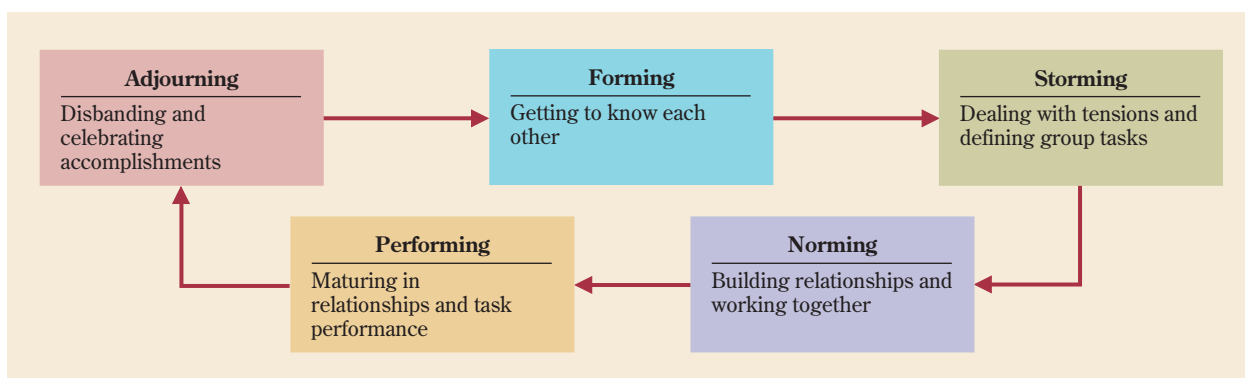 Adjourning
Disbanding and
celebrating
accomplishments
Forming
Getting to know each
other
Storming
Dealing with tensions and
defining group tasks
Performing
Maturing in
relationships and task
performance
Norming
Building relationships and
working together